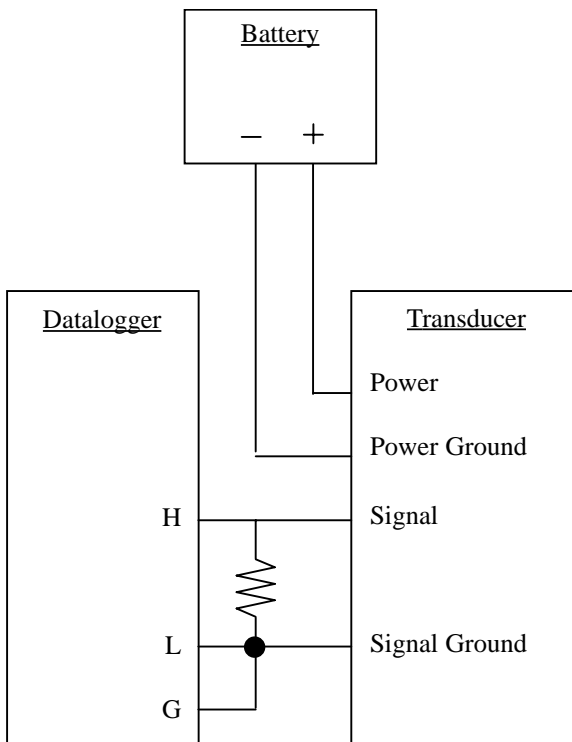 Battery
− +
Datalogger
Transducer
Power
Power Ground
H
Signal
L
Signal Ground
G